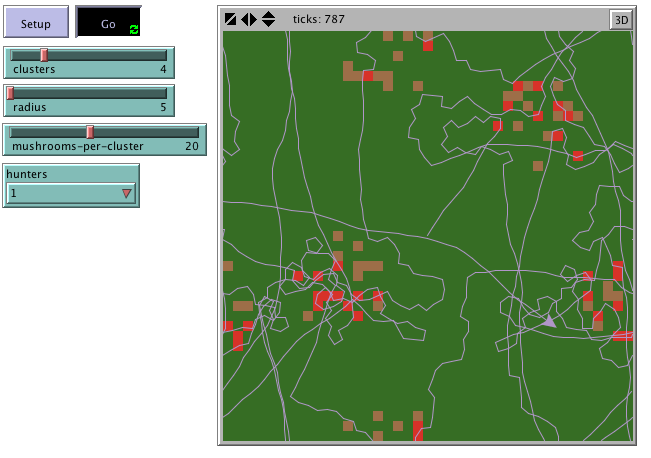 Setup
Go
clusters 4
radius 5
mushrooms-per-cluster 20
hunters
1
ticks: 787
3D